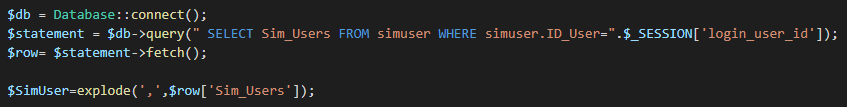 $db = Database::connect();
$statement = $db->query(" SELECT Sim_Users FROM simuser WHERE simuser.ID_User=".$_SESSION['login_user_id']);
$row= $statement->fetch();
$SimUser=explode(',',$row['Sim_Users']);